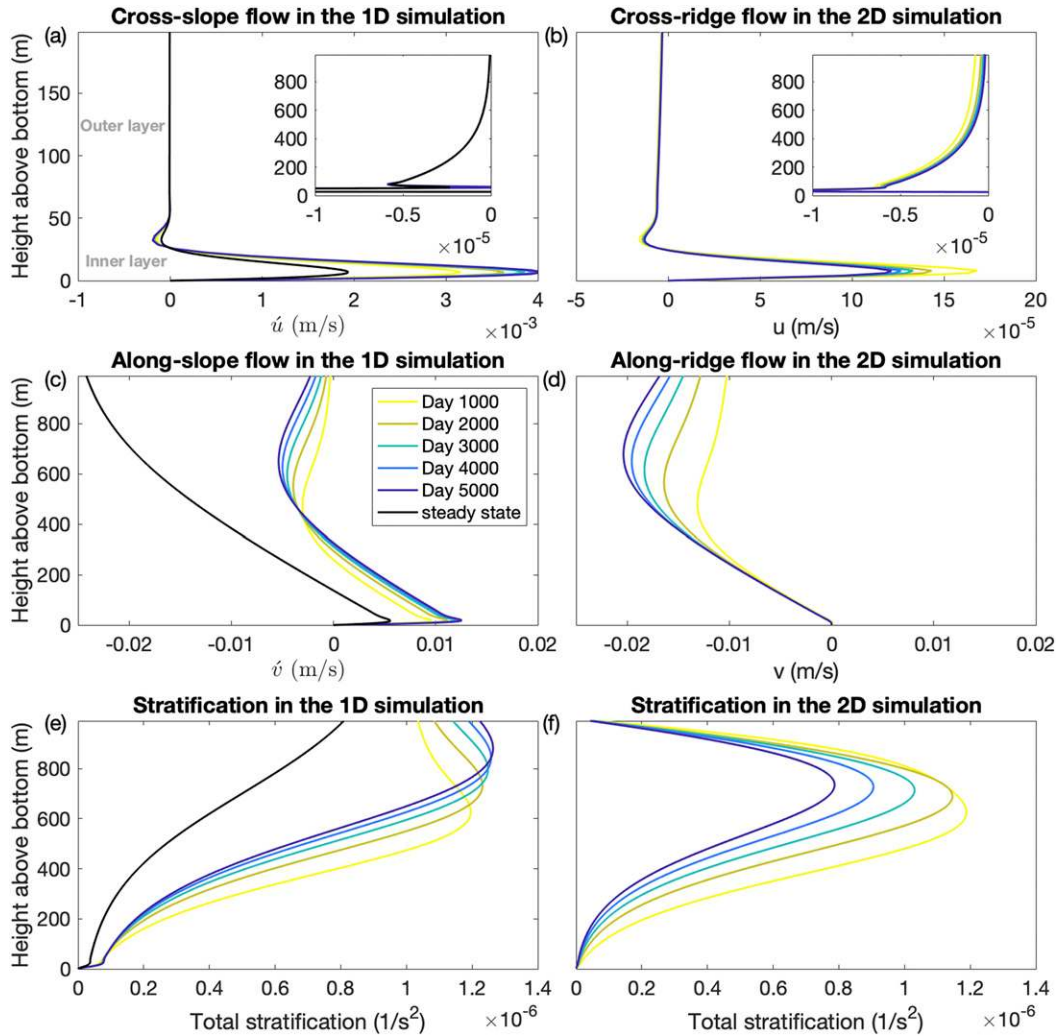 Cross-slope flow in the 1D simulation
Cross-ridge flow in the 2D simulation
(a)
(b)
Height above bottom (m)
150
100
50
0
Outer layer
Inner layer
800
600
400
200
0
-1 -0.5 0
×10⁻⁵
800
600
400
200
0
-1 -0.5 0
×10⁻⁵
-1 0 1 2 3 4
×10⁻³
ú (m/s)
-5 0 5 10 15 20
×10⁻⁵
u (m/s)
Along-slope flow in the 1D simulation
Along-ridge flow in the 2D simulation
(c)
(d)
Height above bottom (m)
800
600
400
200
0
Day 1000
Day 2000
Day 3000
Day 4000
Day 5000
steady state
-0.02 -0.01 0 0.01 0.02
v́ (m/s)
-0.02 -0.01 0 0.01 0.02
v (m/s)
Stratification in the 1D simulation
Stratification in the 2D simulation
(e)
(f)
Height above bottom (m)
800
600
400
200
0
0 0.2 0.4 0.6 0.8 1 1.2 1.4
×10⁻⁶
Total stratification (1/s²)
0 0.2 0.4 0.6 0.8 1 1.2 1.4
×10⁻⁶
Total stratification (1/s²)